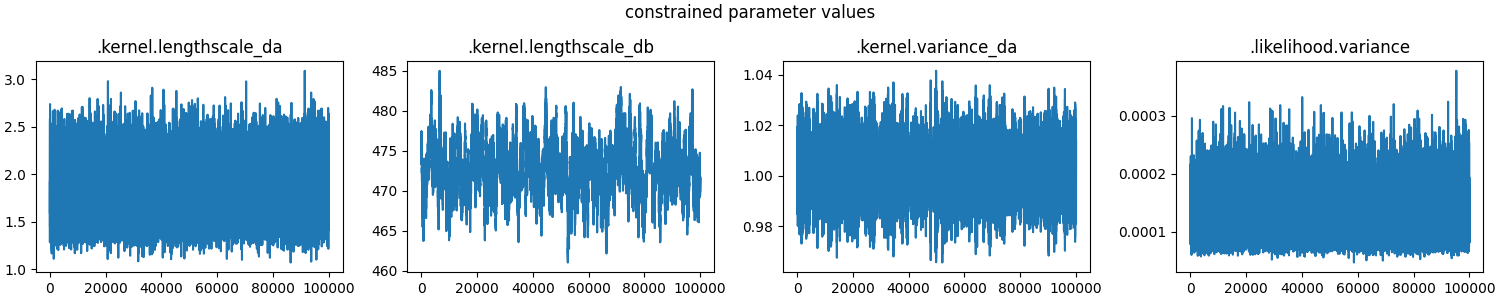 constrained parameter values
.kernel.lengthscale_da
.kernel.lengthscale_db
.kernel.variance_da
.likelihood.variance
3.0
2.5
2.0
1.5
1.0
0 20000 40000 60000 80000 100000
485
480
475
470
465
460
0 20000 40000 60000 80000 100000
1.04
1.02
1.00
0.98
0 20000 40000 60000 80000 100000
0.0003
0.0002
0.0001
0 20000 40000 60000 80000 100000